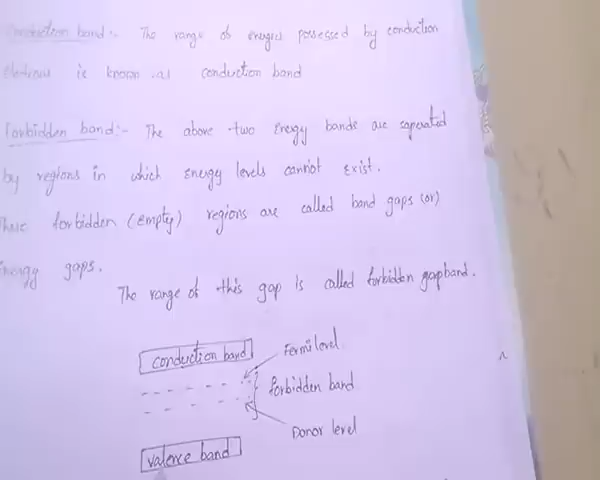 Conduction band:- The range of energies possessed by conduction
electrons is known as conduction band
Forbidden band:- The above two Energy bands are seperated
by regions in which energy levels cannot exist.
These forbidden (empty) regions are called band gaps (or)
Energy gaps.
The range of this gap is called forbidden gapband.
conduction band
Fermi level
forbidden band
Donor level
valence band